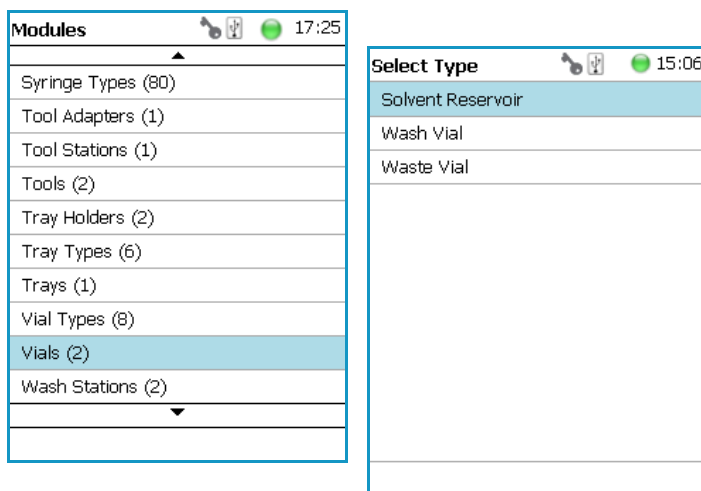 Modules 17:25
Syringe Types (80)
Tool Adapters (1)
Tool Stations (1)
Tools (2)
Tray Holders (2)
Tray Types (6)
Trays (1)
Vial Types (8)
Vials (2)
Wash Stations (2)
Select Type 15:06
Solvent Reservoir
Wash Vial
Waste Vial